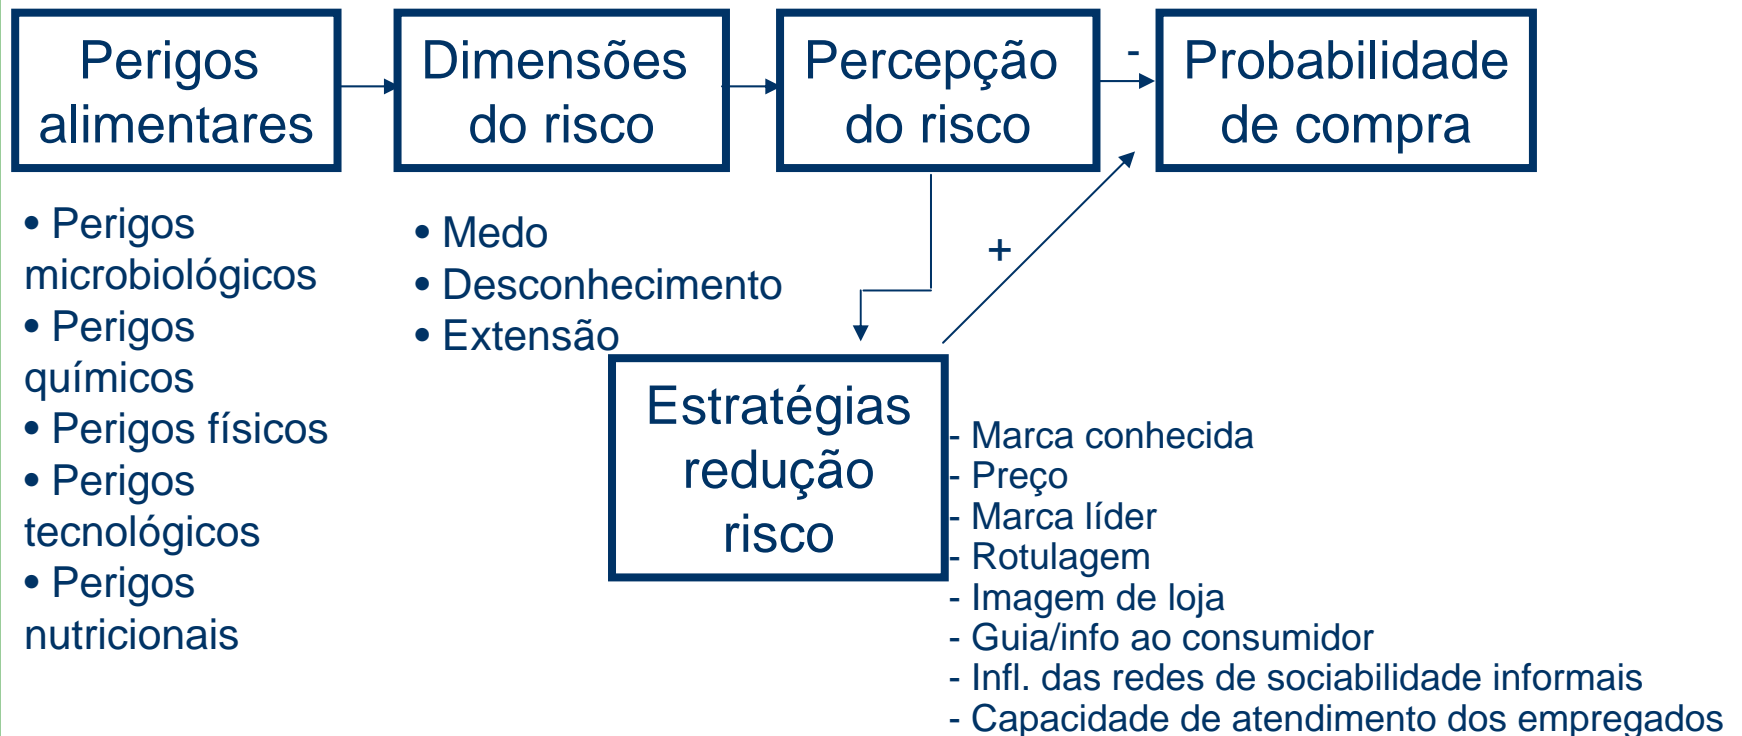 Perigos
alimentares
Dimensões
do risco
Percepção
do risco
-
Probabilidade
de compra
• Perigos
microbiológicos
• Perigos
químicos
• Perigos físicos
• Perigos
tecnológicos
• Perigos
nutricionais
• Medo
• Desconhecimento
• Extensão
+
Estratégias
redução
risco
- Marca conhecida
- Preço
- Marca líder
- Rotulagem
- Imagem de loja
- Guia/info ao consumidor
- Infl. das redes de sociabilidade informais
- Capacidade de atendimento dos empregados